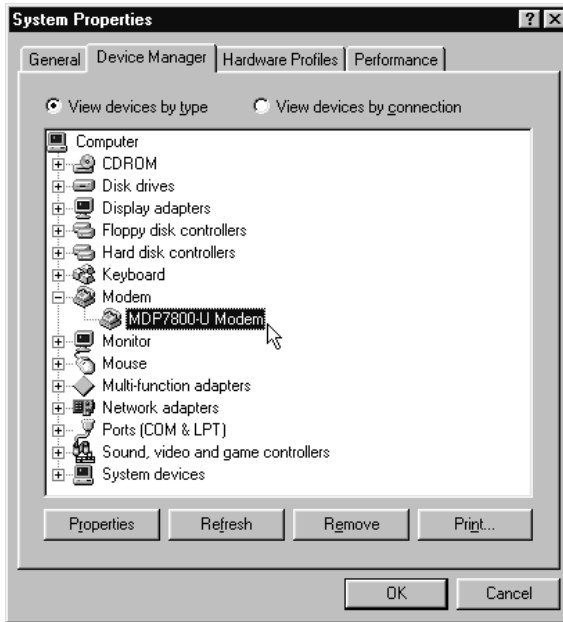 System Properties
General Device Manager Hardware Profiles Performance
View devices by type View devices by connection
Computer
CDROM
Disk drives
Display adapters
Floppy disk controllers
Hard disk controllers
Keyboard
Modem
MDP7800-U Modem
Monitor
Mouse
Multi-function adapters
Network adapters
Ports (COM & LPT)
Sound, video and game controllers
System devices
Properties Refresh Remove Print...
OK Cancel